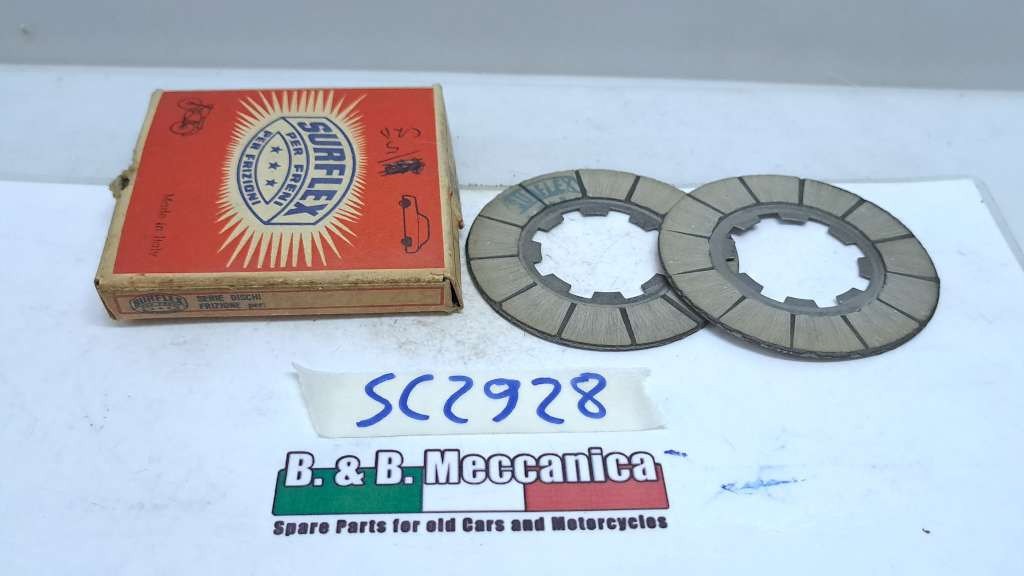 SURFLEX
PER FRENI
PER FRIZIONI
Made in Italy
SURFLEX
SERIE DISCHI
FRIZIONE per:
SC2928
B. & B. Meccanica
Spare Parts for old Cars and Motorcycles